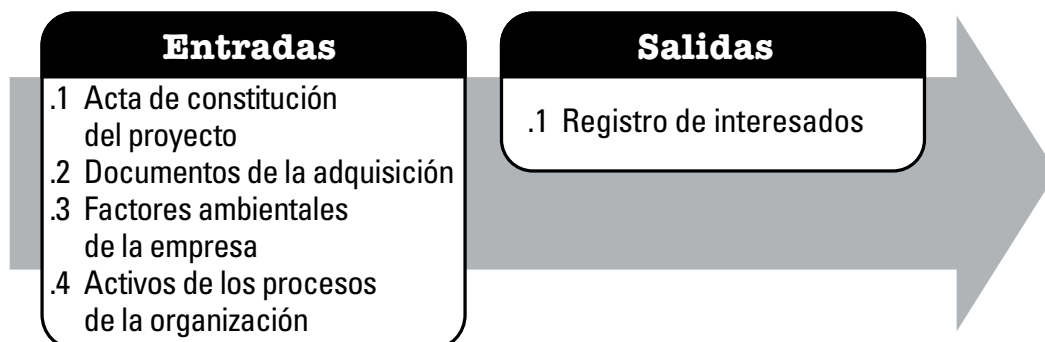 Entradas
.1 Acta de constitución
del proyecto
.2 Documentos de la adquisición
.3 Factores ambientales
de la empresa
.4 Activos de los procesos
de la organización
Salidas
.1 Registro de interesados